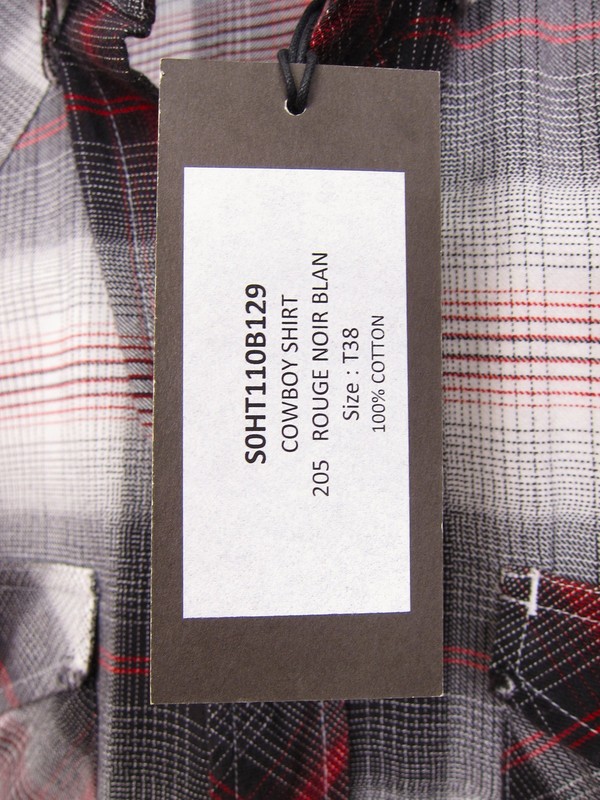 S0HT110B129
COWBOY SHIRT
205 ROUGE NOIR BLAN
Size : T38
100% COTTON